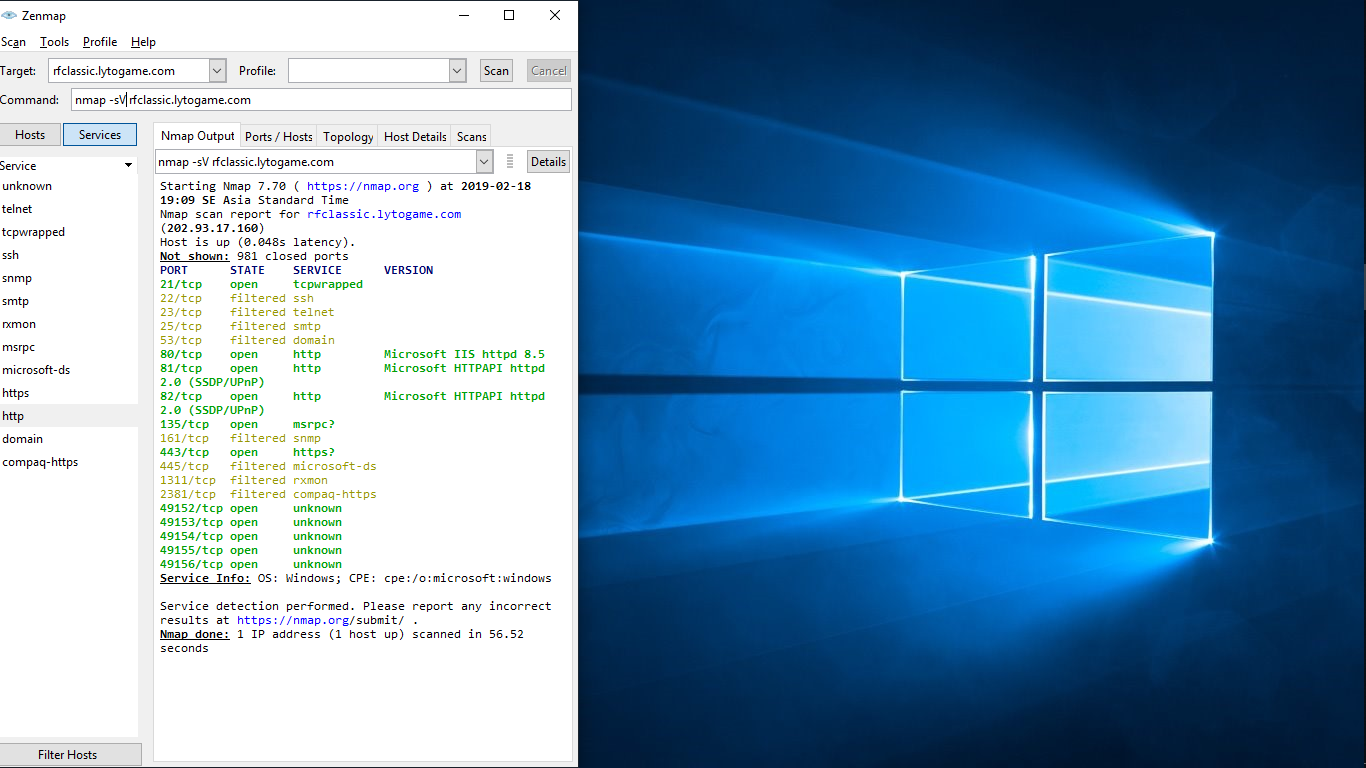 Zenmap
Scan Tools Profile Help
Target: rfclassic.lytogame.com Profile: Scan Cancel
Command: nmap -sV rfclassic.lytogame.com
Hosts Services
Service
unknown
telnet
tcpwrapped
ssh
snmp
smtp
rxmon
msrpc
microsoft-ds
https
http
domain
compaq-https
Filter Hosts
Nmap Output Ports / Hosts Topology Host Details Scans
nmap -sV rfclassic.lytogame.com Details
Starting Nmap 7.70 ( https://nmap.org ) at 2019-02-18
19:09 SE Asia Standard Time
Nmap scan report for rfclassic.lytogame.com
(202.93.17.160)
Host is up (0.048s latency).
Not shown: 981 closed ports
PORT STATE SERVICE VERSION
21/tcp open tcpwrapped
22/tcp filtered ssh
23/tcp filtered telnet
25/tcp filtered smtp
53/tcp filtered domain
80/tcp open http Microsoft IIS httpd 8.5
81/tcp open http Microsoft HTTPAPI httpd
2.0 (SSDP/UPnP)
82/tcp open http Microsoft HTTPAPI httpd
2.0 (SSDP/UPnP)
135/tcp open msrpc?
161/tcp filtered snmp
443/tcp open https?
445/tcp filtered microsoft-ds
1311/tcp filtered rxmon
2381/tcp filtered compaq-https
49152/tcp open unknown
49153/tcp open unknown
49154/tcp open unknown
49155/tcp open unknown
49156/tcp open unknown
Service Info: OS: Windows; CPE: cpe:/o:microsoft:windows
Service detection performed. Please report any incorrect
results at https://nmap.org/submit/ .
Nmap done: 1 IP address (1 host up) scanned in 56.52
seconds